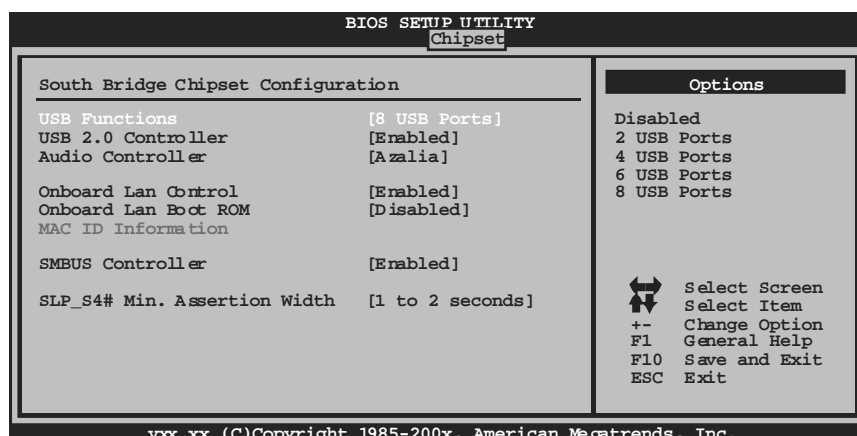 BIOS SETUP UTILITY
Chipset
South Bridge Chipset Configuration
USB Functions [8 USB Ports]
USB 2.0 Controller [Enabled]
Audio Controller [Azalia]
Onboard Lan Control [Enabled]
Onboard Lan Boot ROM [Disabled]
MAC ID Information
SMBUS Controller [Enabled]
SLP_S4# Min. Assertion Width [1 to 2 seconds]
Options
Disabled
2 USB Ports
4 USB Ports
6 USB Ports
8 USB Ports
Select Screen
Select Item
+- Change Option
F1 General Help
F10 Save and Exit
ESC Exit
vxx.xx (C)Copyright 1985-200x, American Megatrends, Inc.